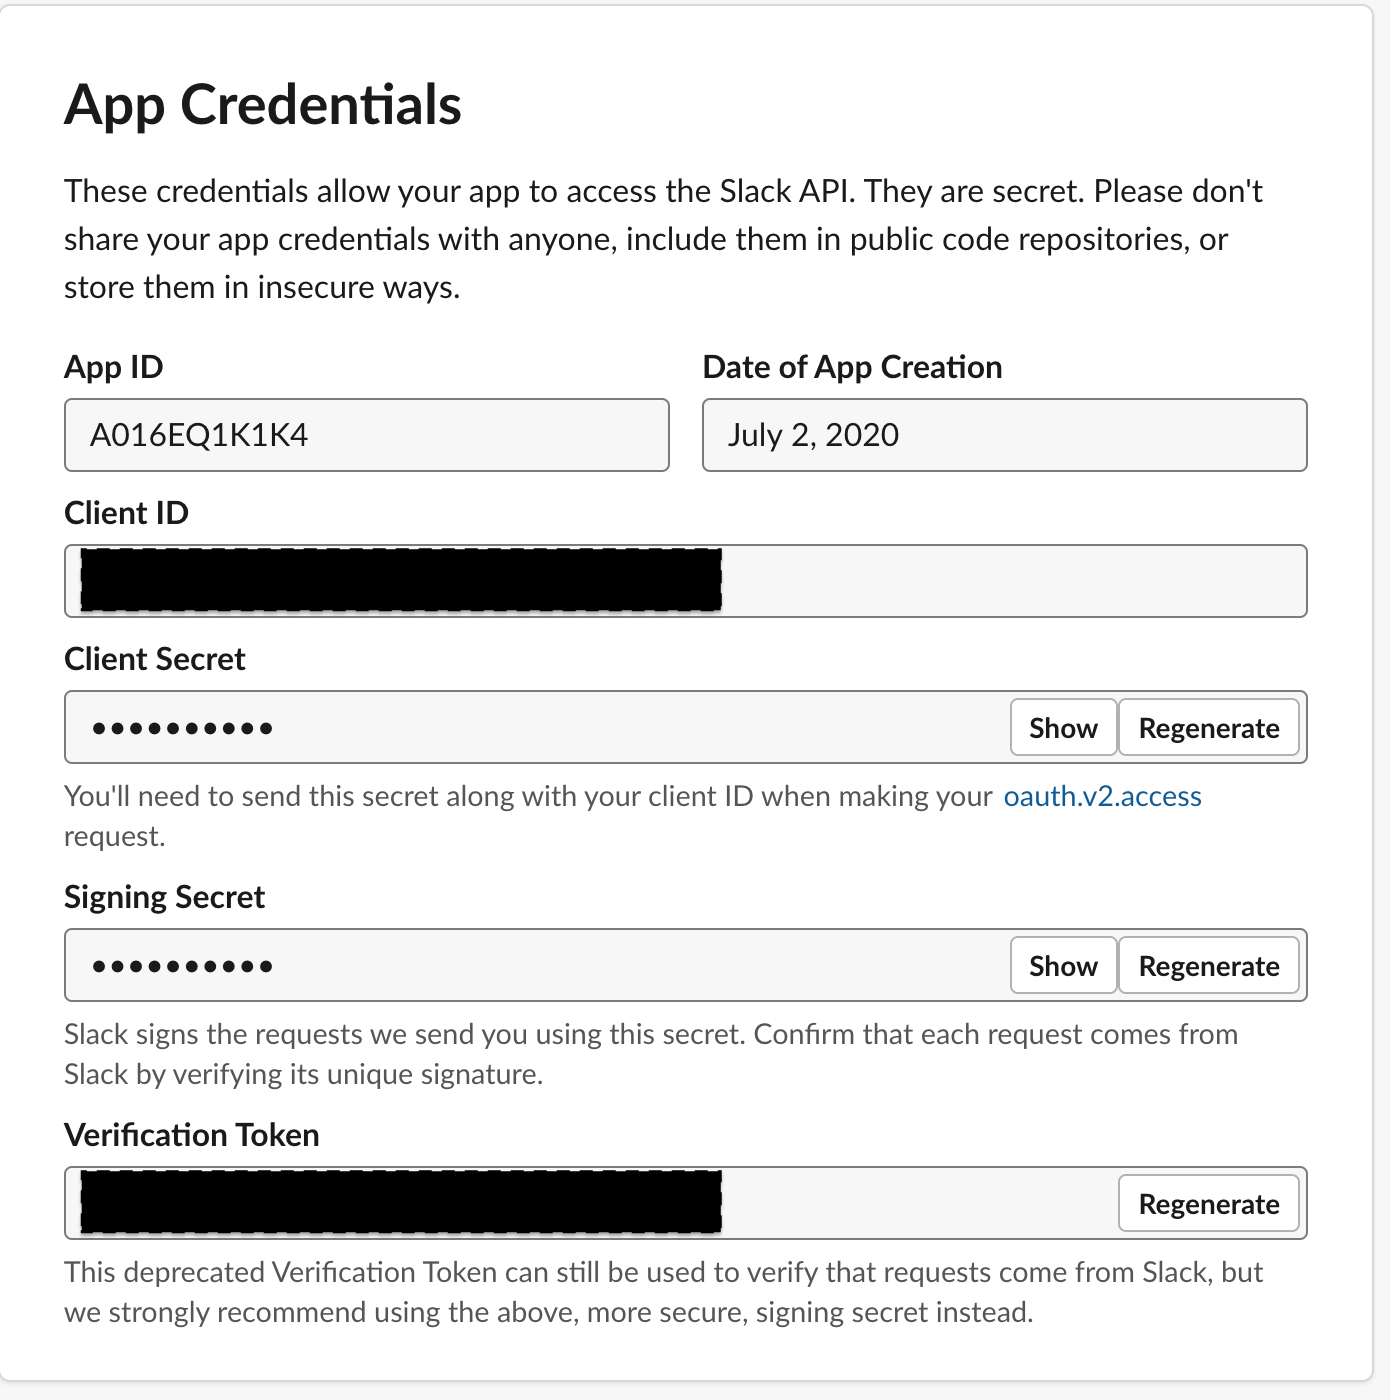 App Credentials
These credentials allow your app to access the Slack API. They are secret. Please don't
share your app credentials with anyone, include them in public code repositories, or
store them in insecure ways.
App ID
Date of App Creation
A016EQ1K1K4
July 2, 2020
Client ID
Client Secret
••••••••••
Show
Regenerate
You'll need to send this secret along with your client ID when making your oauth.v2.access
request.
Signing Secret
••••••••••
Show
Regenerate
Slack signs the requests we send you using this secret. Confirm that each request comes from
Slack by verifying its unique signature.
Verification Token
Regenerate
This deprecated Verification Token can still be used to verify that requests come from Slack, but
we strongly recommend using the above, more secure, signing secret instead.